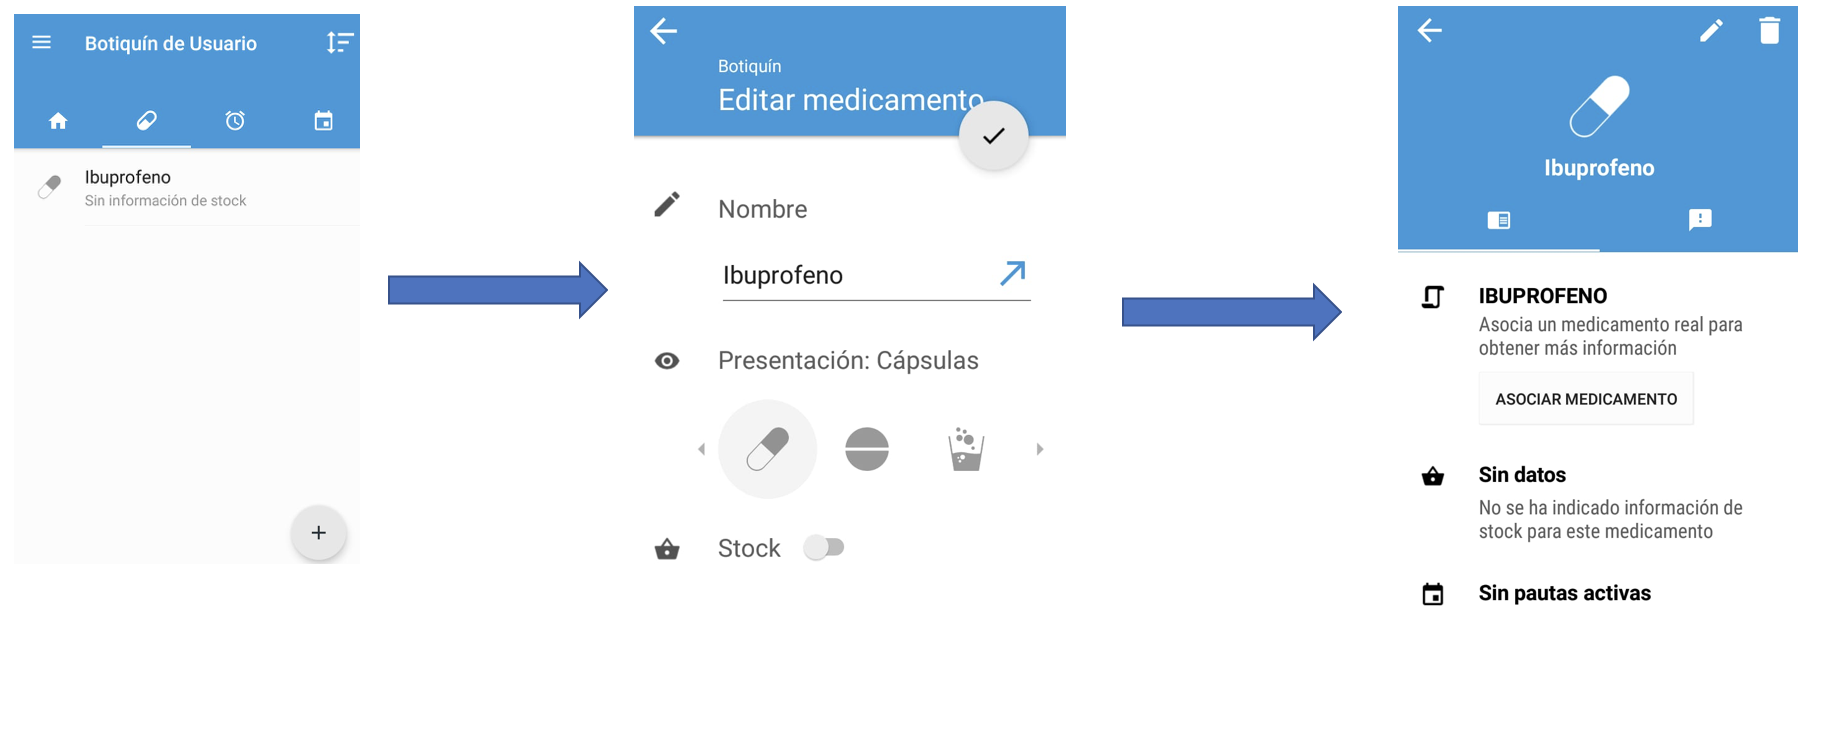 Botiquín de Usuario
Ibuprofeno
Sin información de stock
Botiquín
Editar medicamento
Nombre
Ibuprofeno
Presentación: Cápsulas
Stock
Ibuprofeno
IBUPROFENO
Asocia un medicamento real para
obtener más información
ASOCIAR MEDICAMENTO
Sin datos
No se ha indicado información de
stock para este medicamento
Sin pautas activas